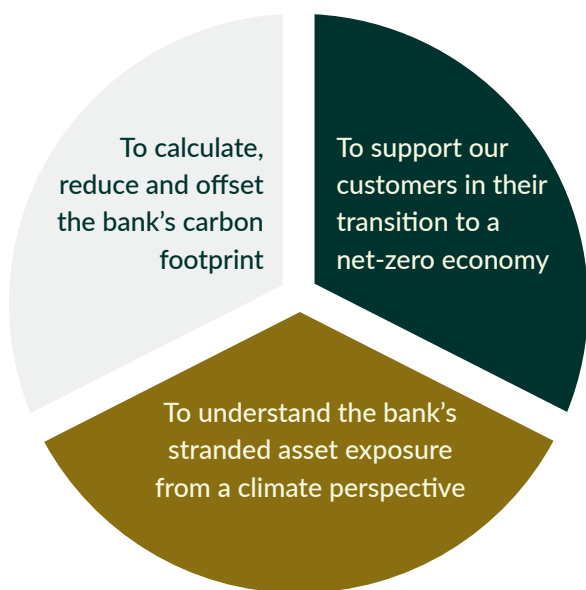 To calculate,
reduce and offset
the bank’s carbon
footprint
To support our
customers in their
transition to a
net-zero economy
To understand the bank’s
stranded asset exposure
from a climate perspective